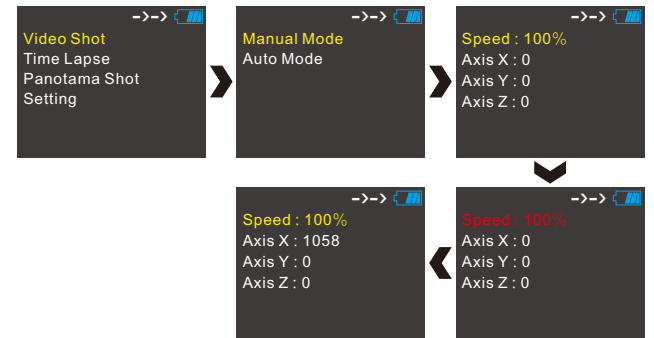 ->->
Video Shot
Time Lapse
Panotama Shot
Setting
->->
Manual Mode
Auto Mode
->->
Speed : 100%
Axis X : 0
Axis Y : 0
Axis Z : 0
->->
Speed : 100%
Axis X : 0
Axis Y : 0
Axis Z : 0
->->
Speed : 100%
Axis X : 1058
Axis Y : 0
Axis Z : 0